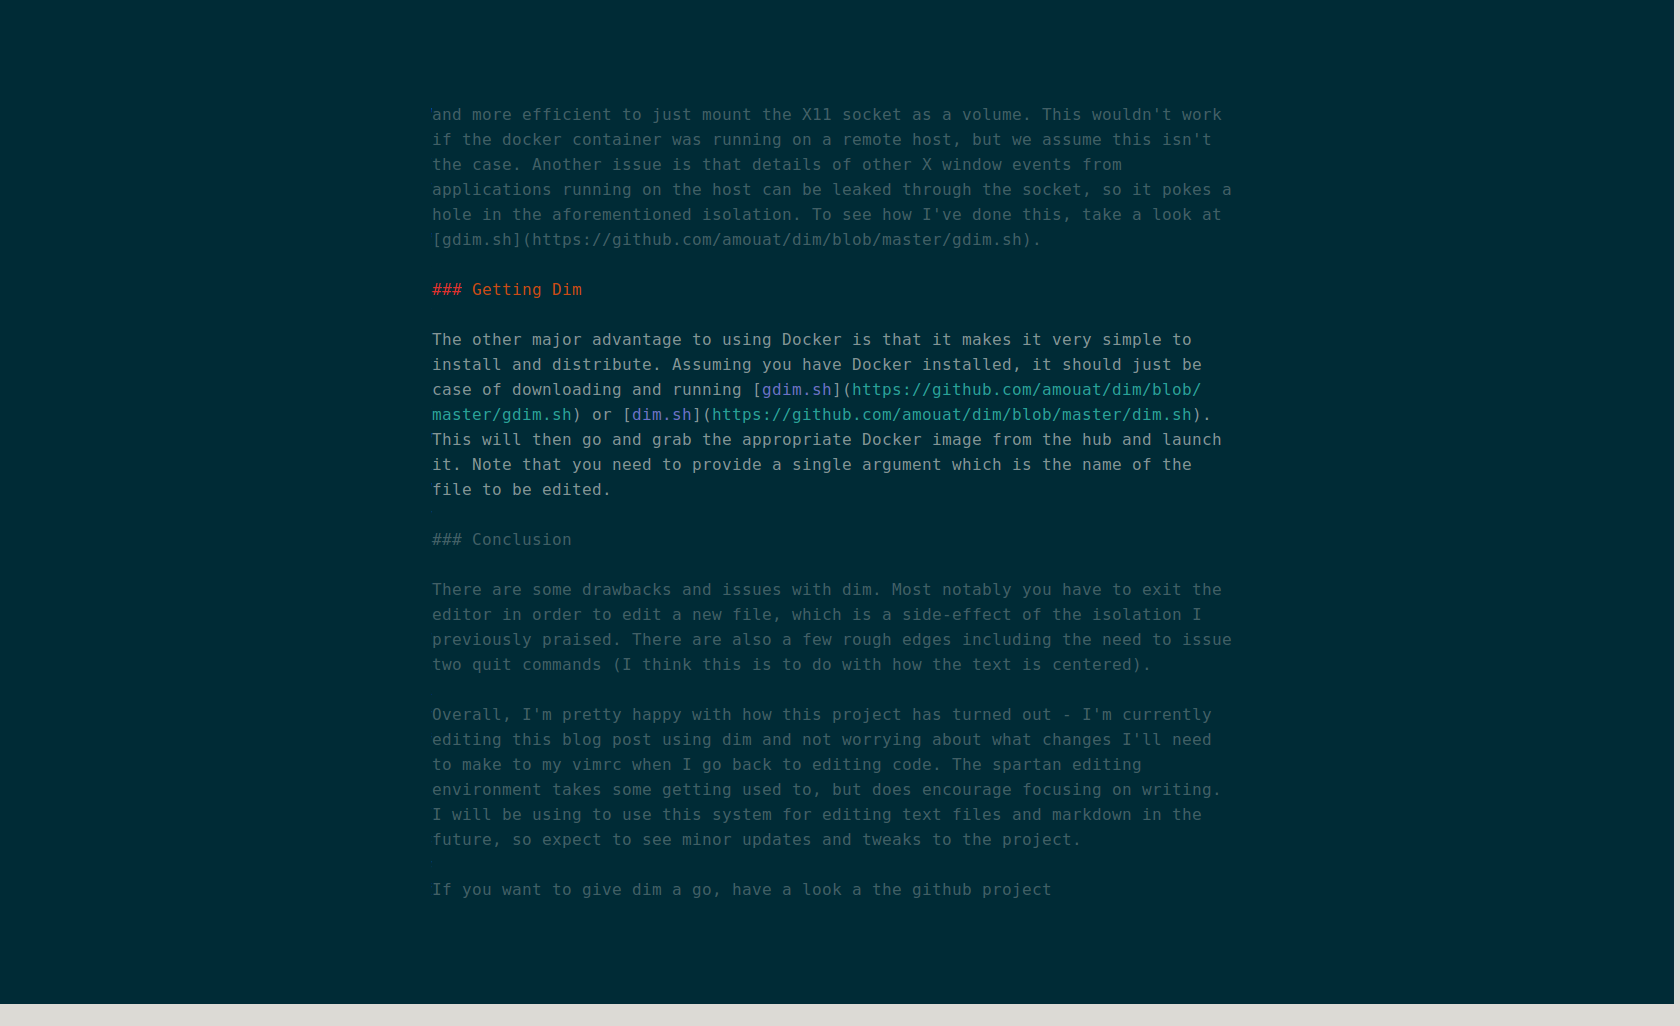 and more efficient to just mount the X11 socket as a volume. This wouldn't work
if the docker container was running on a remote host, but we assume this isn't
the case. Another issue is that details of other X window events from
applications running on the host can be leaked through the socket, so it pokes a
hole in the aforementioned isolation. To see how I've done this, take a look at
[gdim.sh](https://github.com/amouat/dim/blob/master/gdim.sh).
### Getting Dim
The other major advantage to using Docker is that it makes it very simple to
install and distribute. Assuming you have Docker installed, it should just be
case of downloading and running [gdim.sh](https://github.com/amouat/dim/blob/
master/gdim.sh) or [dim.sh](https://github.com/amouat/dim/blob/master/dim.sh).
This will then go and grab the appropriate Docker image from the hub and launch
it. Note that you need to provide a single argument which is the name of the
file to be edited.
### Conclusion
There are some drawbacks and issues with dim. Most notably you have to exit the
editor in order to edit a new file, which is a side-effect of the isolation I
previously praised. There are also a few rough edges including the need to issue
two quit commands (I think this is to do with how the text is centered).
Overall, I'm pretty happy with how this project has turned out - I'm currently
editing this blog post using dim and not worrying about what changes I'll need
to make to my vimrc when I go back to editing code. The spartan editing
environment takes some getting used to, but does encourage focusing on writing.
I will be using to use this system for editing text files and markdown in the
future, so expect to see minor updates and tweaks to the project.
If you want to give dim a go, have a look a the github project